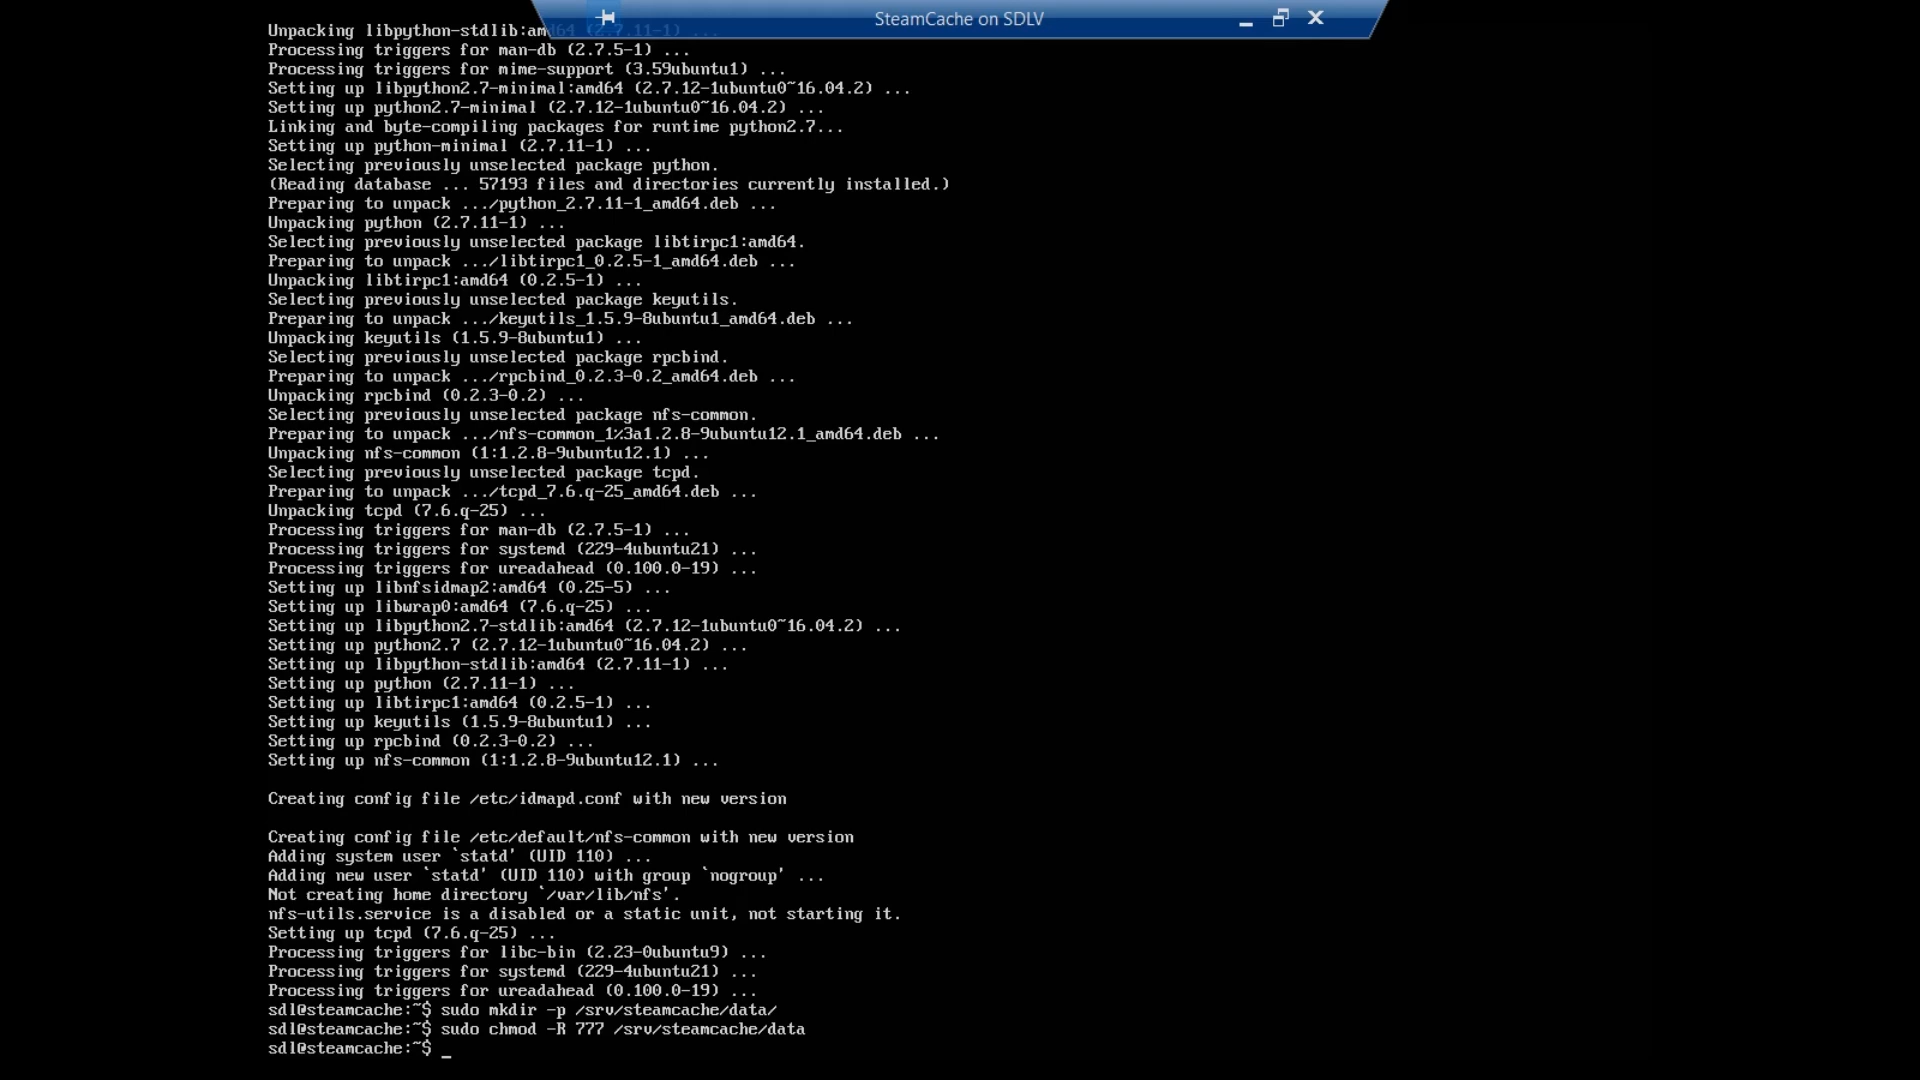 SteamCache on SDLV
Unpacking libpython-stdlib:amd64 (2.7.11-1) ...
Processing triggers for man-db (2.7.5-1) ...
Processing triggers for mime-support (3.59ubuntu1) ...
Setting up libpython2.7-minimal:amd64 (2.7.12-1ubuntu0~16.04.2) ...
Setting up python2.7-minimal (2.7.12-1ubuntu0~16.04.2) ...
Linking and byte-compiling packages for runtime python2.7...
Setting up python-minimal (2.7.11-1) ...
Selecting previously unselected package python.
(Reading database ... 57193 files and directories currently installed.)
Preparing to unpack .../python_2.7.11-1_amd64.deb ...
Unpacking python (2.7.11-1) ...
Selecting previously unselected package libtirpc1:amd64.
Preparing to unpack .../libtirpc1_0.2.5-1_amd64.deb ...
Unpacking libtirpc1:amd64 (0.2.5-1) ...
Selecting previously unselected package keyutils.
Preparing to unpack .../keyutils_1.5.9-8ubuntu1_amd64.deb ...
Unpacking keyutils (1.5.9-8ubuntu1) ...
Selecting previously unselected package rpcbind.
Preparing to unpack .../rpcbind_0.2.3-0.2_amd64.deb ...
Unpacking rpcbind (0.2.3-0.2) ...
Selecting previously unselected package nfs-common.
Preparing to unpack .../nfs-common_1%3a1.2.8-9ubuntu12.1_amd64.deb ...
Unpacking nfs-common (1:1.2.8-9ubuntu12.1) ...
Selecting previously unselected package tcpd.
Preparing to unpack .../tcpd_7.6.q-25_amd64.deb ...
Unpacking tcpd (7.6.q-25) ...
Processing triggers for man-db (2.7.5-1) ...
Processing triggers for systemd (229-4ubuntu21) ...
Processing triggers for ureadahead (0.100.0-19) ...
Setting up libnfsidmap2:amd64 (0.25-5) ...
Setting up libwrap0:amd64 (7.6.q-25) ...
Setting up libpython2.7-stdlib:amd64 (2.7.12-1ubuntu0~16.04.2) ...
Setting up python2.7 (2.7.12-1ubuntu0~16.04.2) ...
Setting up libpython-stdlib:amd64 (2.7.11-1) ...
Setting up python (2.7.11-1) ...
Setting up libtirpc1:amd64 (0.2.5-1) ...
Setting up keyutils (1.5.9-8ubuntu1) ...
Setting up rpcbind (0.2.3-0.2) ...
Setting up nfs-common (1:1.2.8-9ubuntu12.1) ...
Creating config file /etc/idmapd.conf with new version
Creating config file /etc/default/nfs-common with new version
Adding system user `statd' (UID 110) ...
Adding new user `statd' (UID 110) with group `nogroup' ...
Not creating home directory `/var/lib/nfs'.
nfs-utils.service is a disabled or a static unit, not starting it.
Setting up tcpd (7.6.q-25) ...
Processing triggers for libc-bin (2.23-0ubuntu9) ...
Processing triggers for systemd (229-4ubuntu21) ...
Processing triggers for ureadahead (0.100.0-19) ...
sdl@steamcache:~$ sudo mkdir -p /srv/steamcache/data/
sdl@steamcache:~$ sudo chmod -R 777 /srv/steamcache/data
sdl@steamcache:~$ _